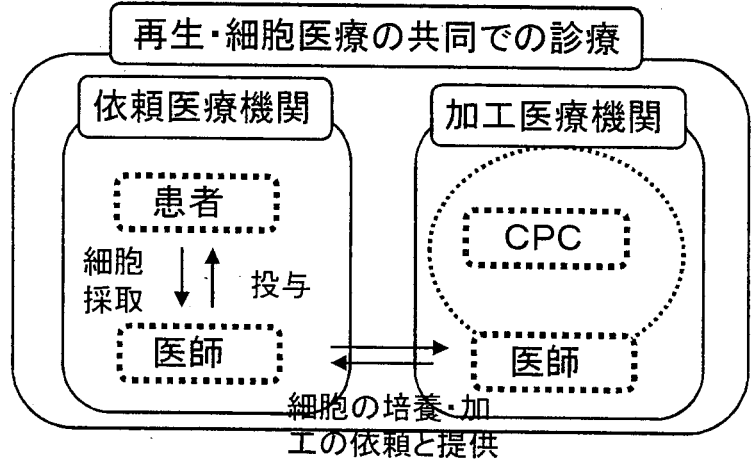 再生・細胞医療の共同での診療
依頼医療機関
加工医療機関
患者
CPC
細胞
採取
投与
医師
医師
細胞の培養・加
工の依頼と提供